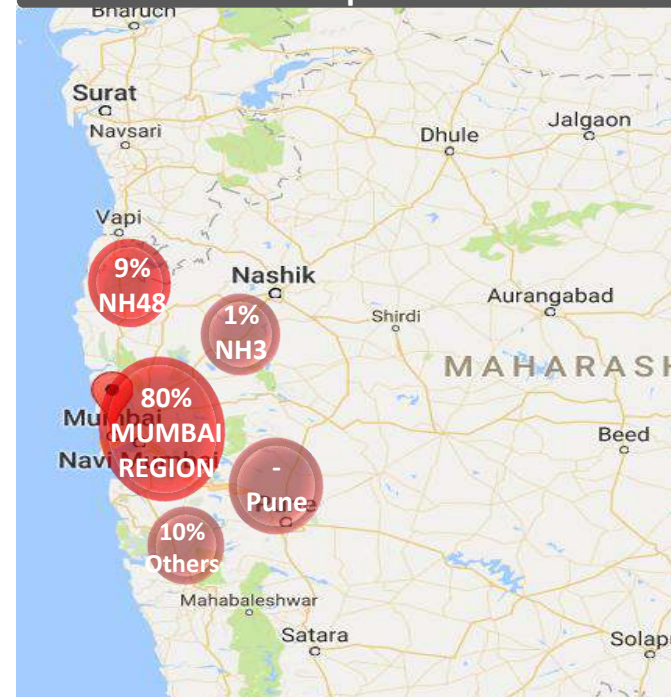 Bharuch
Surat
Navsari
Dhule
Jalgaon
Vapi
9%
NH48
Nashik
1%
NH3
Shirdi
Aurangabad
MAHARASH
80%
MUMBAI
REGION
Mumbai
Navi Mumbai
Beed
-
Pune
10%
Others
Mahabaleshwar
Satara
Solap